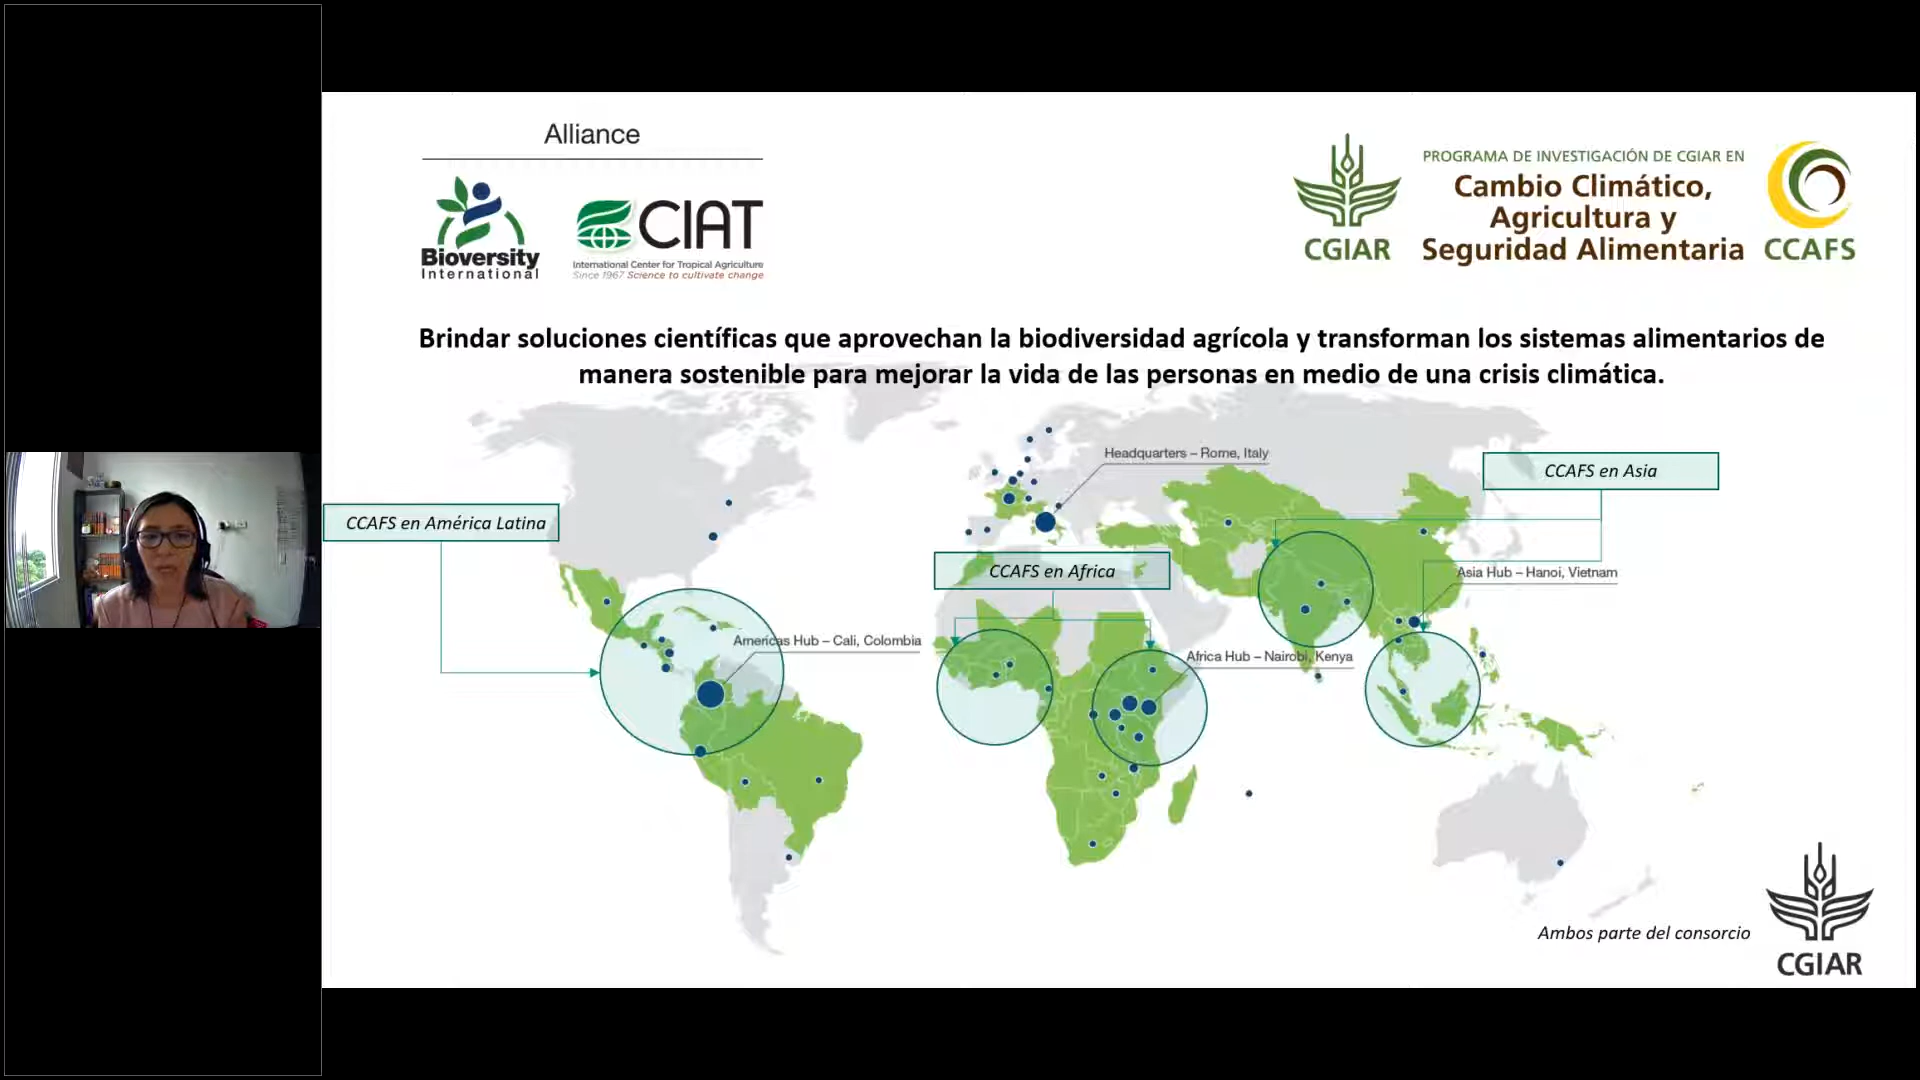 Alliance
Bioversity
International
CIAT
International Center for Tropical Agriculture
Since 1967 Science to cultivate change
CGIAR
PROGRAMA DE INVESTIGACIÓN DE CGIAR EN
Cambio Climático,
Agricultura y
Seguridad Alimentaria
CCAFS
Brindar soluciones científicas que aprovechan la biodiversidad agrícola y transforman los sistemas alimentarios de
manera sostenible para mejorar la vida de las personas en medio de una crisis climática.
Headquarters – Rome, Italy
CCAFS en Asia
CCAFS en América Latina
CCAFS en Africa
Asia Hub – Hanoi, Vietnam
Americas Hub – Cali, Colombia
Africa Hub – Nairobi, Kenya
Ambos parte del consorcio
CGIAR